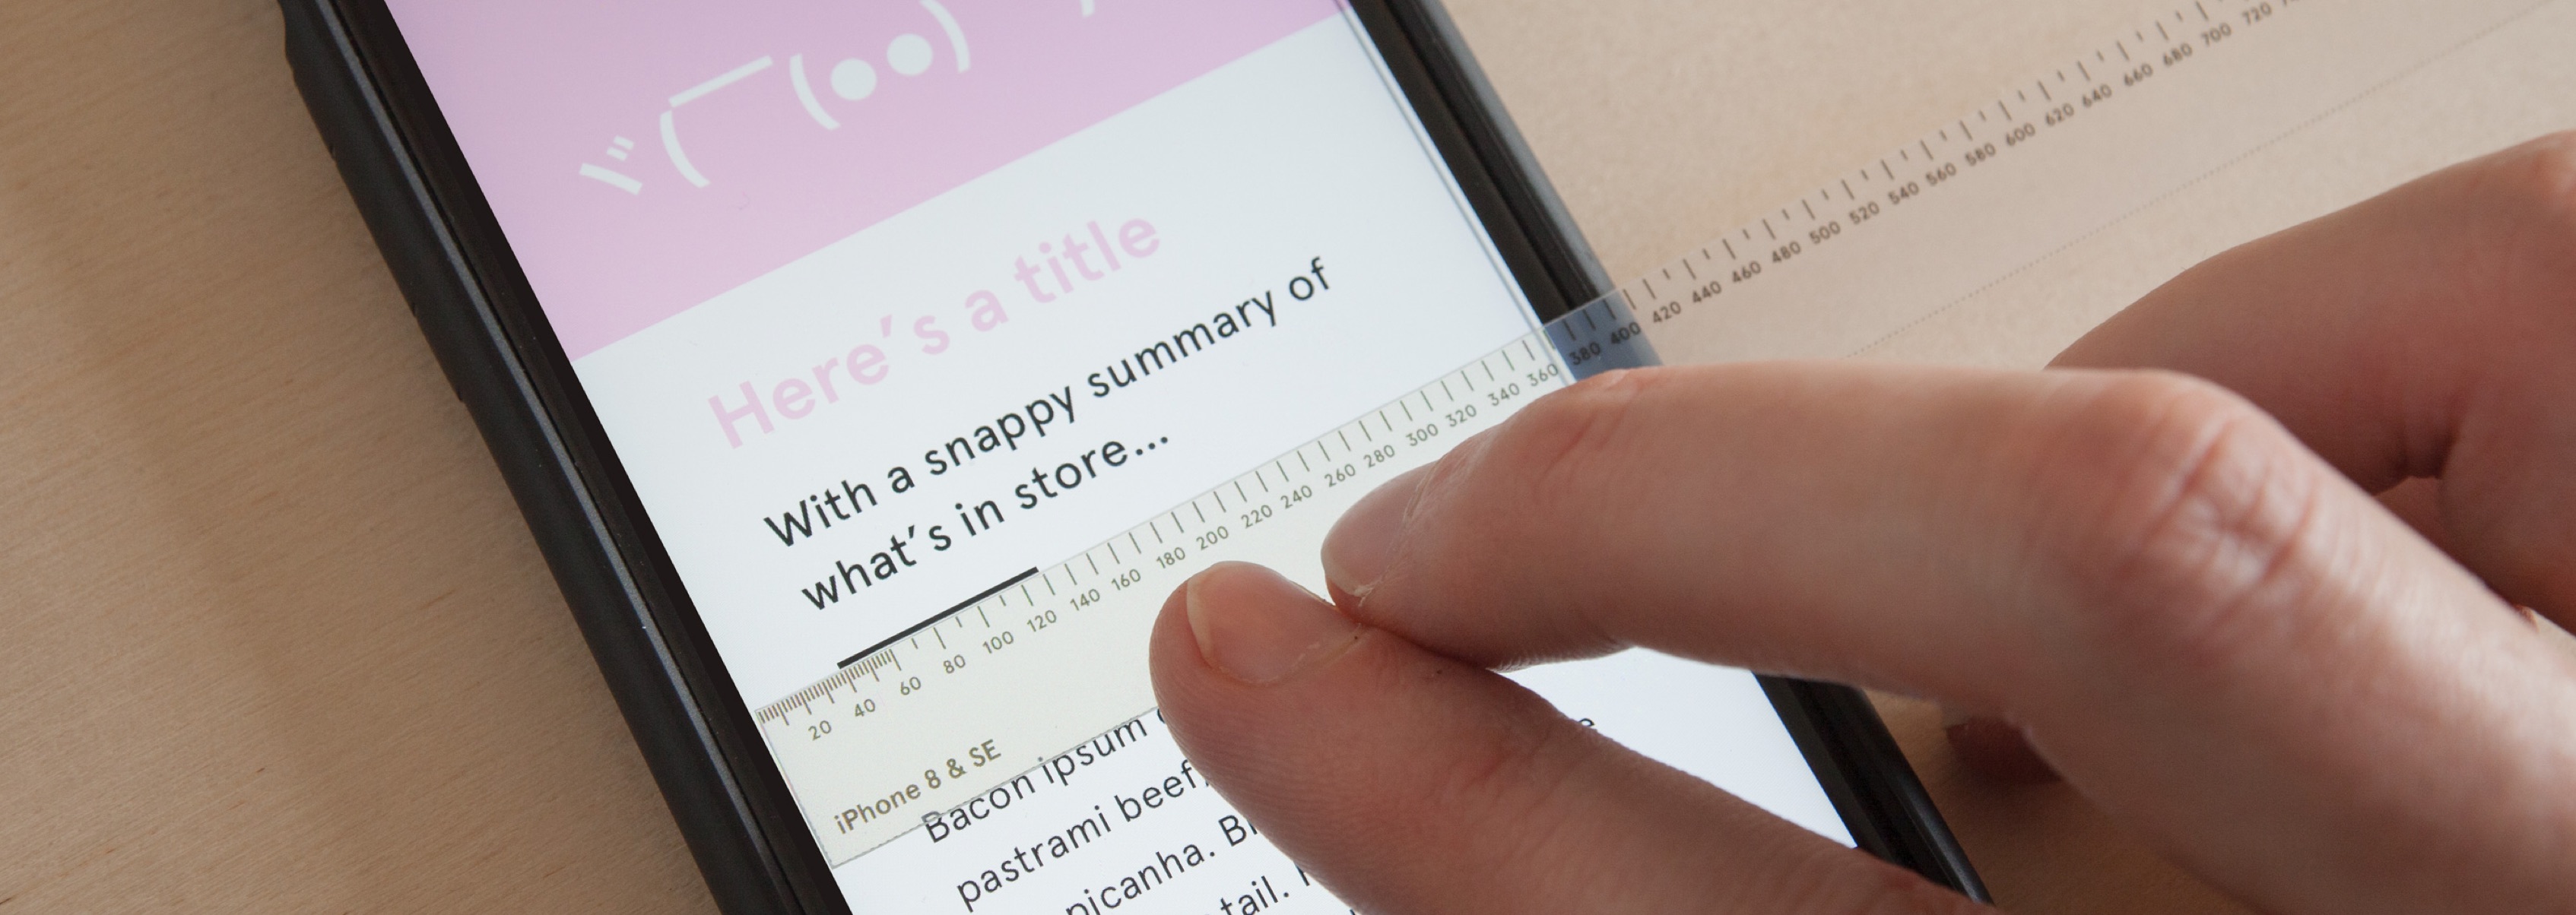 ヾ(⌐(●●)
Here's a title
With a snappy summary of
what's in store...
20 40 60 80 100 120 140 160 180 200 220 240 260 280 300 320 340 360 380 400 420 440 460 480 500 520 540 560 580 600 620 640 660 680 700 720
iPhone 8 & SE
Bacon ipsum
pastrami beef,
picanha.
tail.